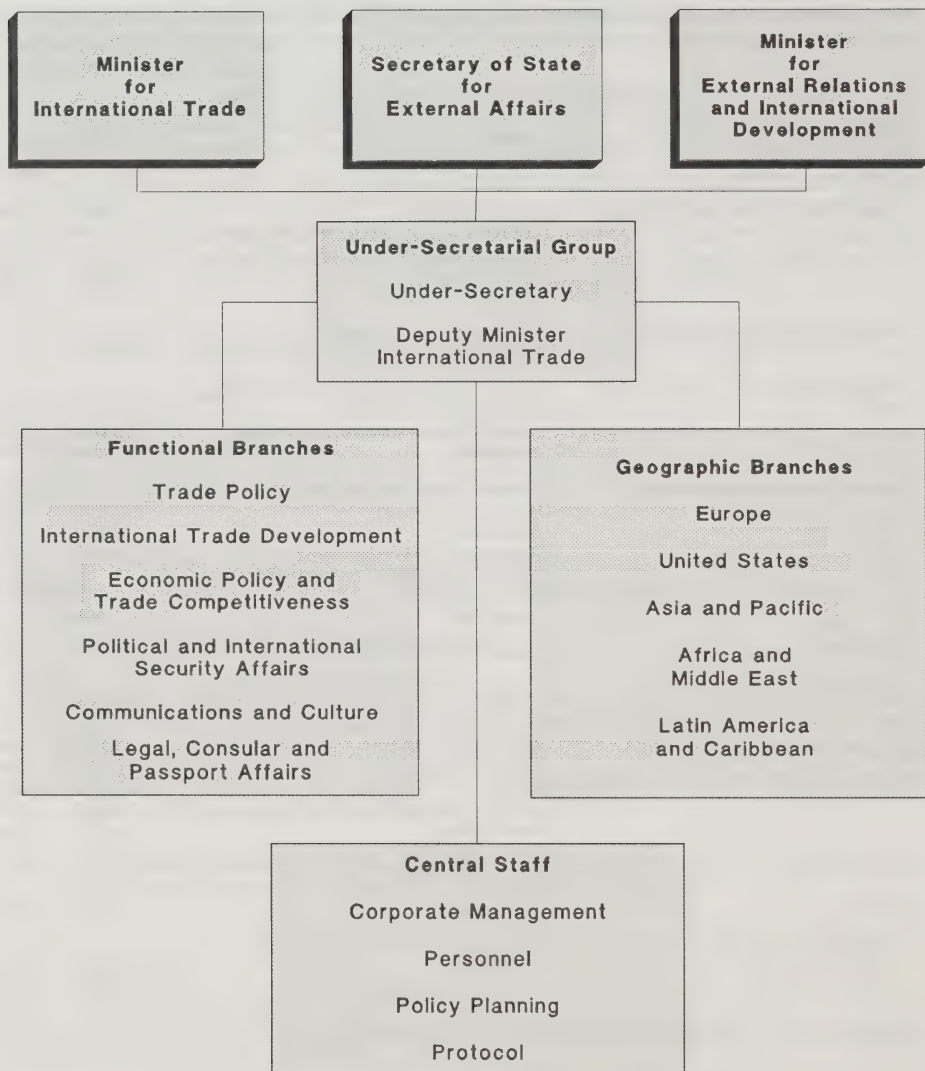 Minister
for
International Trade
Secretary of State
for
External Affairs
Minister
for
External Relations
and International
Development
Under-Secretarial Group
Under-Secretary
Deputy Minister
International Trade
Functional Branches
Trade Policy
International Trade Development
Economic Policy and
Trade Competitiveness
Political and International
Security Affairs
Communications and Culture
Legal, Consular and
Passport Affairs
Geographic Branches
Europe
United States
Asia and Pacific
Africa and
Middle East
Latin America
and Caribbean
Central Staff
Corporate Management
Personnel
Policy Planning
Protocol